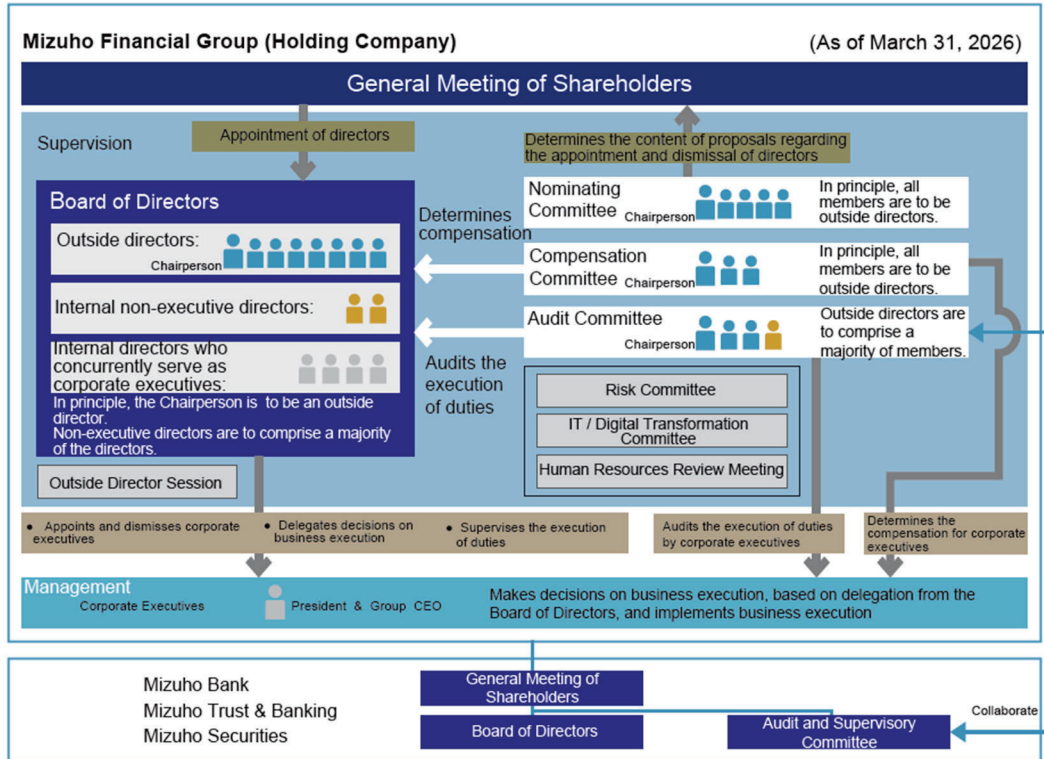 Mizuho Financial Group (Holding Company)
(As of March 31, 2026)
General Meeting of Shareholders
Supervision
Appointment of directors
Determines the content of proposals regarding
the appointment and dismissal of directors
Board of Directors
Outside directors:
Chairperson
Internal non-executive directors:
Internal directors who
concurrently serve as
corporate executives:
In principle, the Chairperson is to be an outside
director.
Non-executive directors are to comprise a majority
of the directors.
Outside Director Session
Determines
compensation
Audits the
execution
of duties
Nominating
Committee
Chairperson
In principle, all
members are to be
outside directors.
Compensation
Committee
Chairperson
In principle, all
members are to be
outside directors.
Audit Committee
Chairperson
Outside directors are
to comprise a
majority of members.
Risk Committee
IT / Digital Transformation
Committee
Human Resources Review Meeting
• Appoints and dismisses corporate
executives
• Delegates decisions on
business execution
• Supervises the execution
of duties
Audits the execution of duties
by corporate executives
Determines the
compensation for corporate
executives
Management
Corporate Executives
President & Group CEO
Makes decisions on business execution, based on delegation from the
Board of Directors, and implements business execution
Mizuho Bank
Mizuho Trust & Banking
Mizuho Securities
General Meeting of
Shareholders
Board of Directors
Audit and Supervisory
Committee
Collaborate